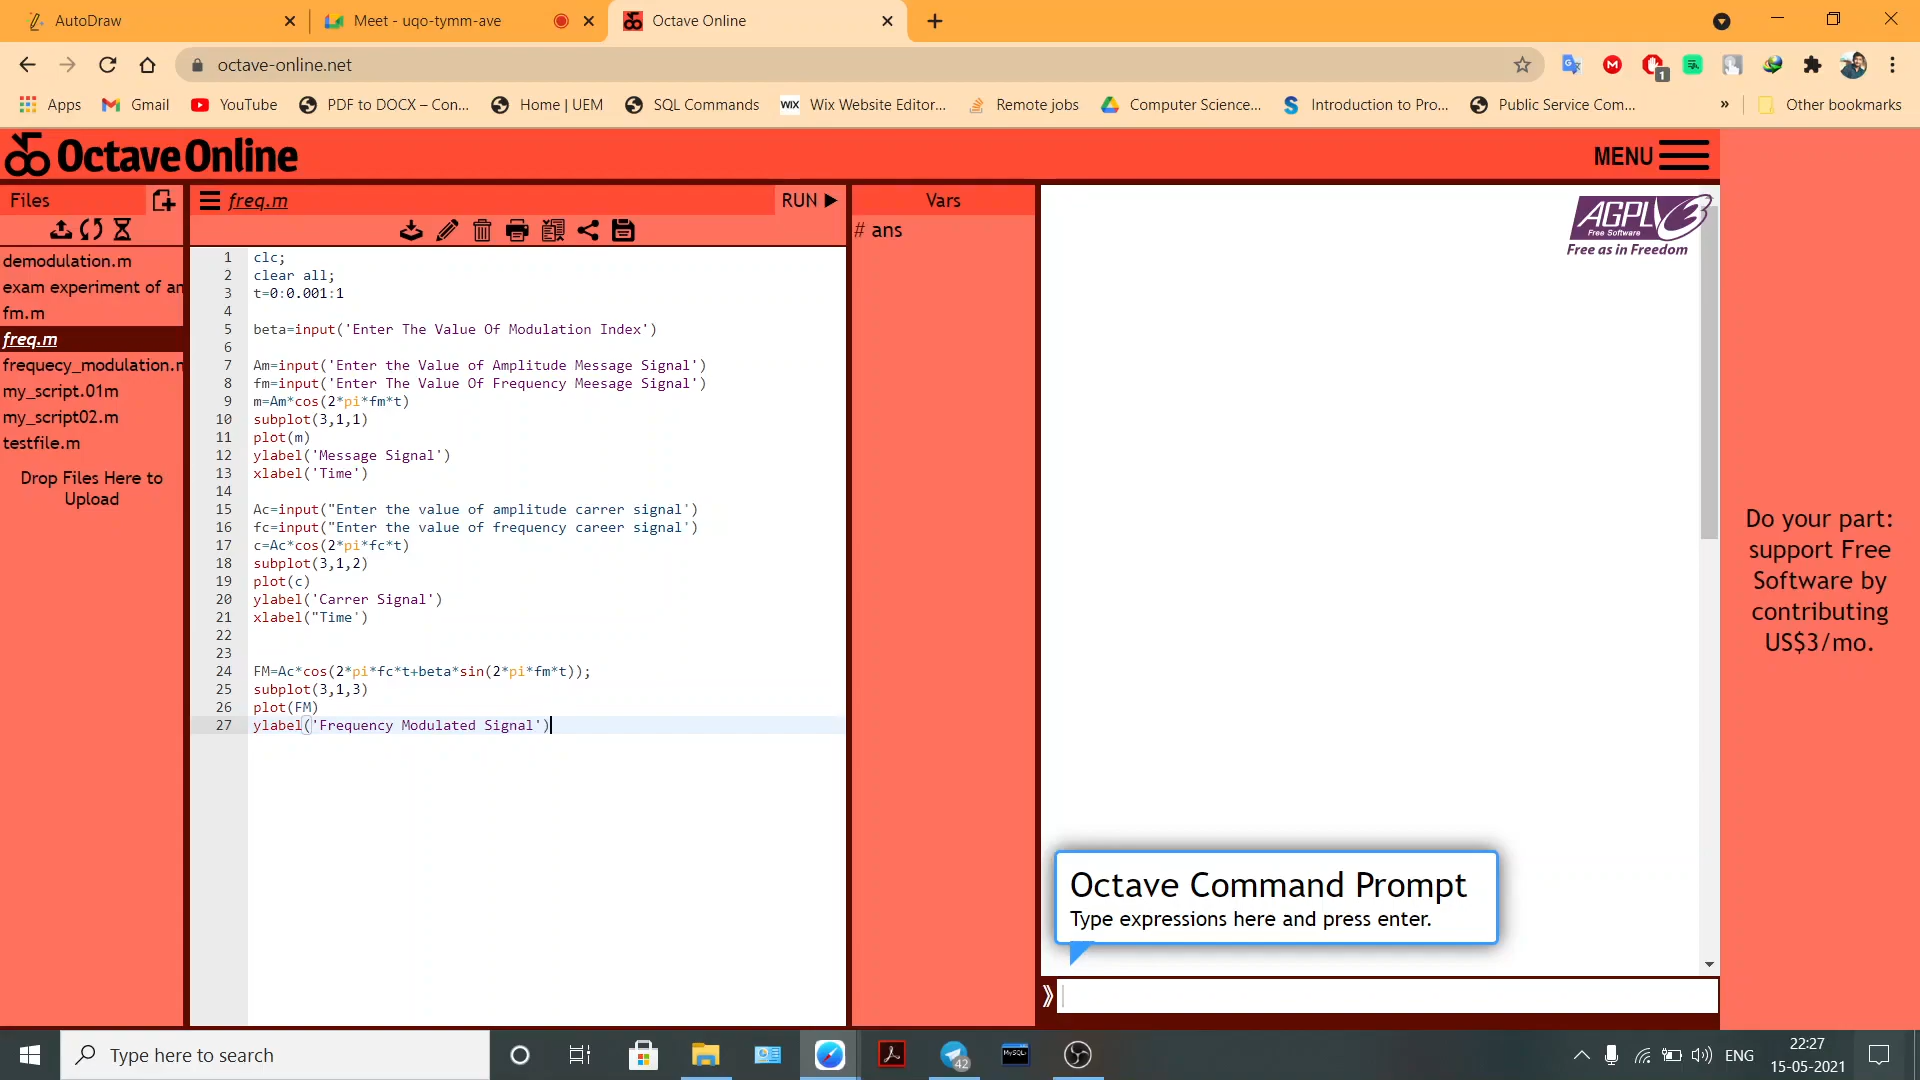 AutoDraw
Meet - uqo-tymm-ave
Octave Online
octave-online.net
1
Apps
Gmail
YouTube
PDF to DOCX – Con...
Home | UEM
SQL Commands
WIX
Wix Website Editor...
Remote jobs
Computer Science...
Introduction to Pro...
Public Service Com...
»
Other bookmarks
Octave Online
MENU
Files
freq.m
RUN
Vars
# ans
demodulation.m
exam experiment of am
fm.m
freq.m
frequecy_modulation.m
my_script.01m
my_script02.m
testfile.m
Drop Files Here to
Upload
1 clc;
2 clear all;
3 t=0:0.001:1
4
5 beta=input('Enter The Value Of Modulation Index')
6
7 Am=input('Enter the Value of Amplitude Message Signal')
8 fm=input('Enter The Value Of Frequency Meesage Signal')
9 m=Am*cos(2*pi*fm*t)
10 subplot(3,1,1)
11 plot(m)
12 ylabel('Message Signal')
13 xlabel('Time')
14
15 Ac=input("Enter the value of amplitude carrer signal')
16 fc=input("Enter the value of frequency career signal')
17 c=Ac*cos(2*pi*fc*t)
18 subplot(3,1,2)
19 plot(c)
20 ylabel('Carrer Signal')
21 xlabel("Time')
22
23
24 FM=Ac*cos(2*pi*fc*t+beta*sin(2*pi*fm*t));
25 subplot(3,1,3)
26 plot(FM)
27 ylabel('Frequency Modulated Signal')
AGPLv3
Free Software
Free as in Freedom
Do your part:
support Free
Software by
contributing
US$3/mo.
Octave Command Prompt
Type expressions here and press enter.
Type here to search
42
MySQL
ENG
22:27
15-05-2021